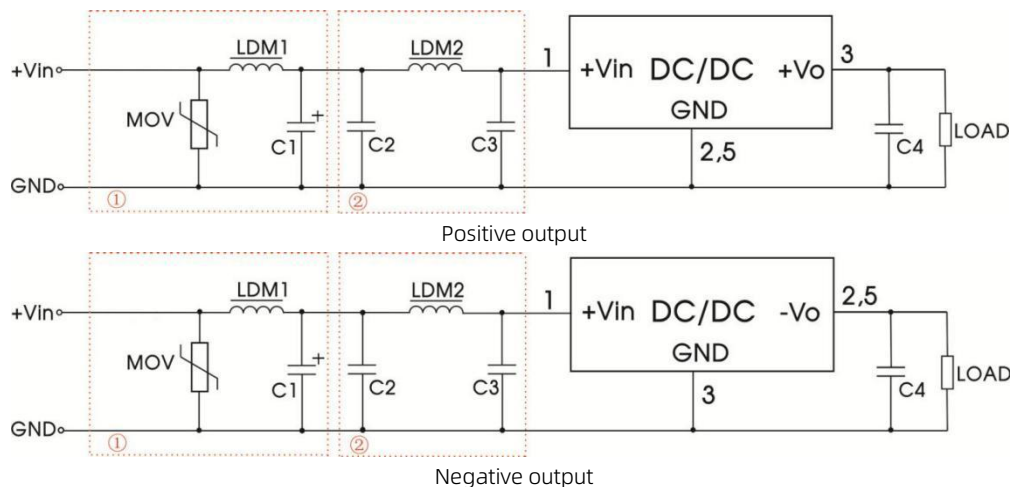 LDM1 LDM2 1 3
+Vin +Vin DC/DC +Vo
MOV + GND
C1 C2 C3 2,5 C4 LOAD
GND ① ②
Positive output
LDM1 LDM2 1 2,5
+Vin +Vin DC/DC -Vo
MOV + GND
C1 C2 C3 3 C4 LOAD
GND ① ②
Negative output